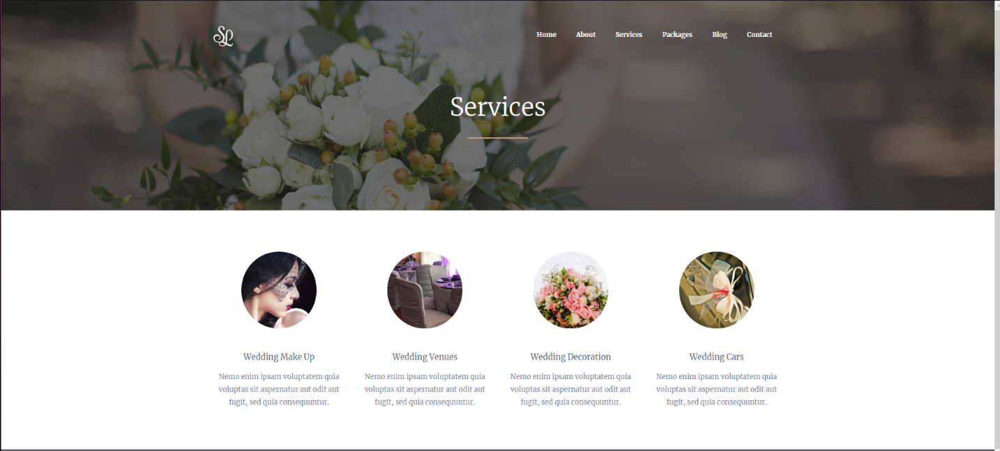 SL
Home About Services Packages Blog Contact
Services
Wedding Make Up
Nemo enim ipsam voluptatem quia
voluptas sit aspernatur aut odit aut
fugit, sed quia consequuntur.
Wedding Venues
Nemo enim ipsam voluptatem quia
voluptas sit aspernatur aut odit aut
fugit, sed quia consequuntur.
Wedding Decoration
Nemo enim ipsam voluptatem quia
voluptas sit aspernatur aut odit aut
fugit, sed quia consequuntur.
Wedding Cars
Nemo enim ipsam voluptatem quia
voluptas sit aspernatur aut odit aut
fugit, sed quia consequuntur.